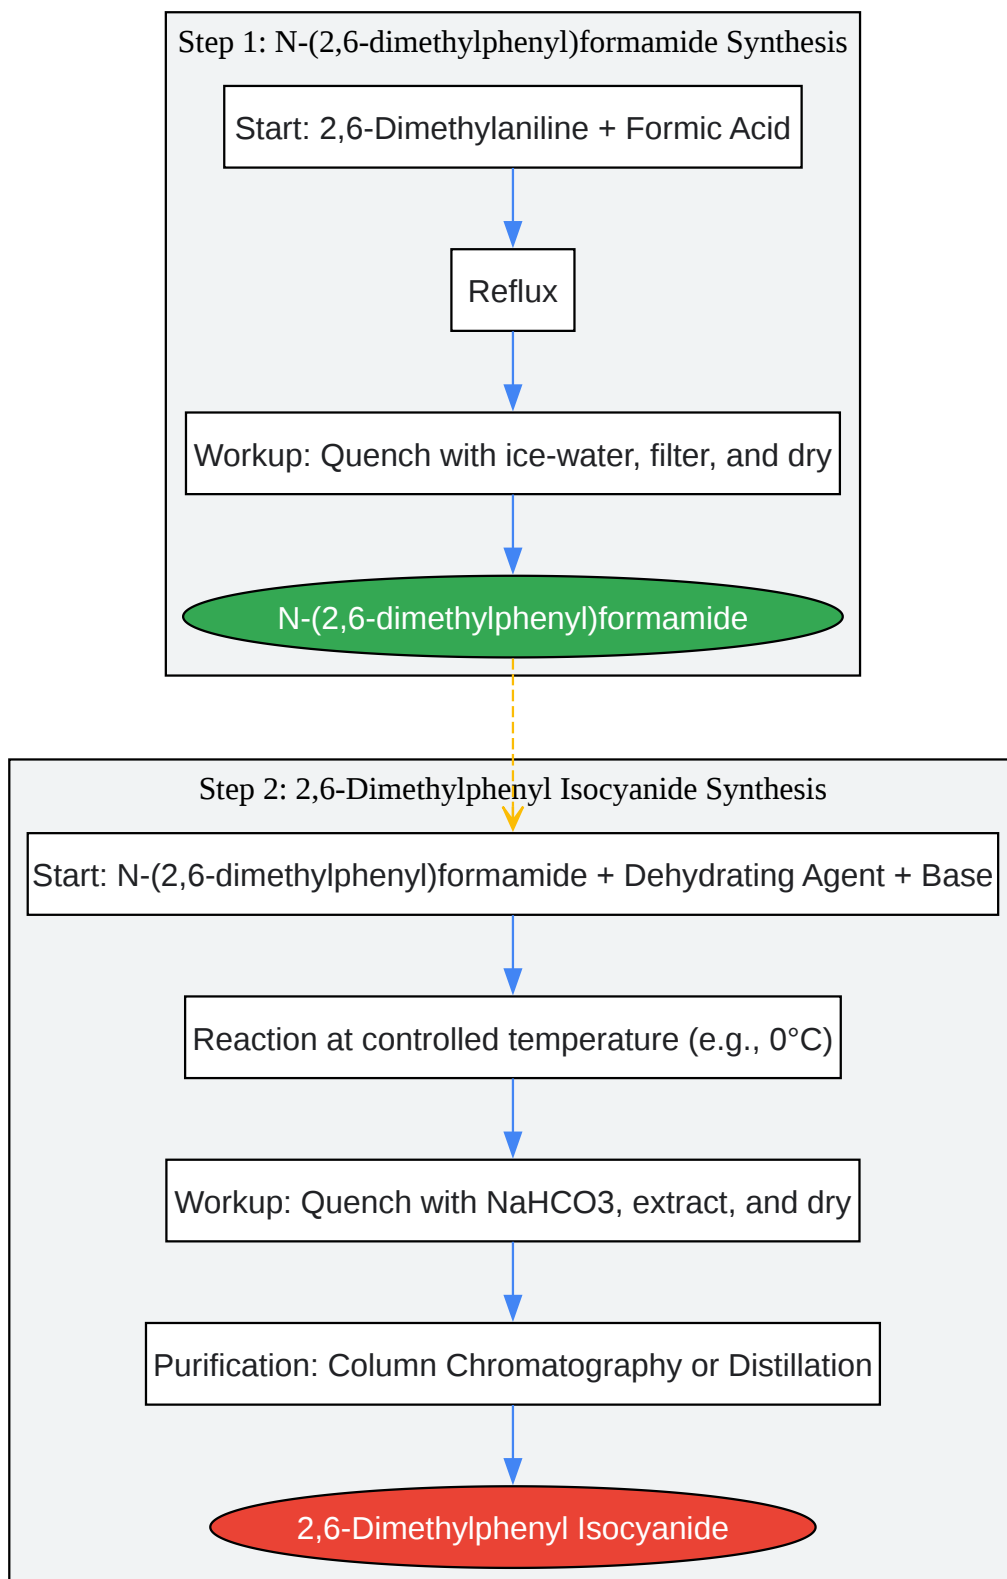 Step 1: N-(2,6-dimethylphenyl)formamide Synthesis
Start: 2,6-Dimethylaniline + Formic Acid
Reflux
Workup: Quench with ice-water, filter, and dry
N-(2,6-dimethylphenyl)formamide
Step 2: 2,6-Dimethylphenyl Isocyanide Synthesis
Start: N-(2,6-dimethylphenyl)formamide + Dehydrating Agent + Base
Reaction at controlled temperature (e.g., 0°C)
Workup: Quench with NaHCO3, extract, and dry
Purification: Column Chromatography or Distillation
2,6-Dimethylphenyl Isocyanide